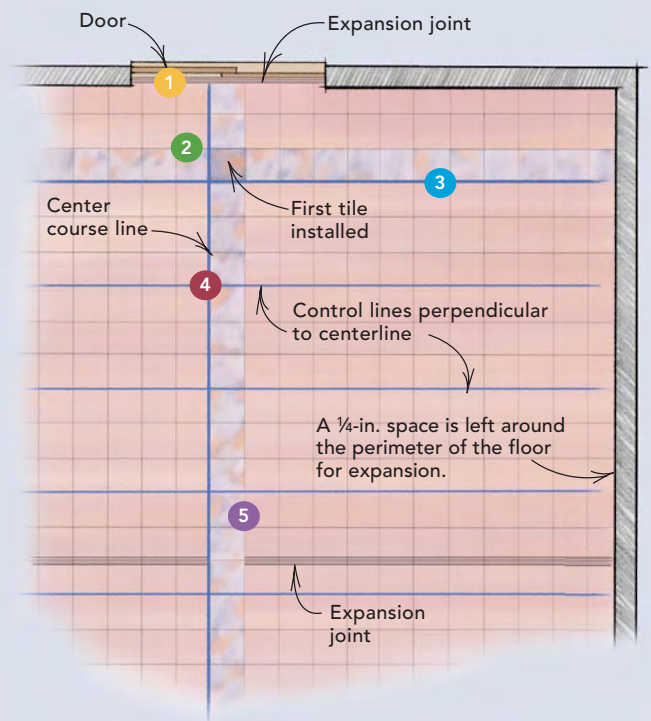 Door
Expansion joint
1
2
3
Center
course line
First tile
installed
4
Control lines perpendicular
to centerline
A ¼-in. space is left around
the perimeter of the floor
for expansion.
5
Expansion
joint